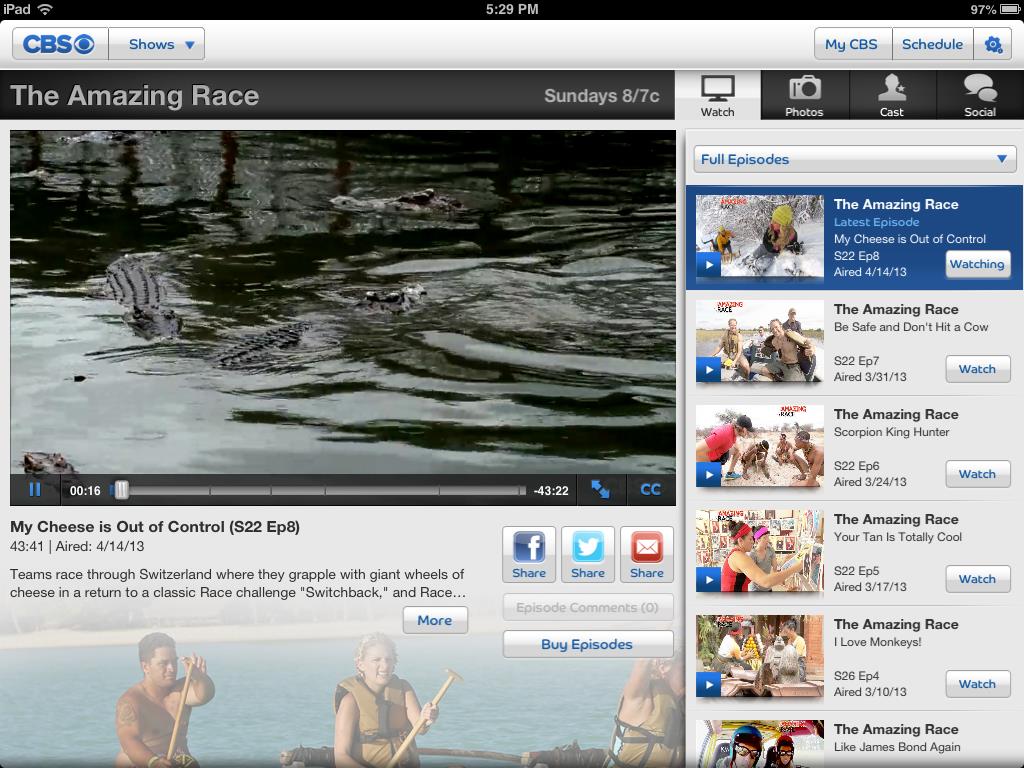 iPad
5:29 PM
97%
CBS
Shows
My CBS
Schedule
The Amazing Race
Sundays 8/7c
Watch
Photos
Cast
Social
Full Episodes
The Amazing Race
Latest Episode
My Cheese is Out of Control
S22 Ep8
Aired 4/14/13
Watching
AMAZING
RACE
The Amazing Race
Be Safe and Don't Hit a Cow
S22 Ep7
Aired 3/31/13
Watch
AMAZING
RACE
The Amazing Race
Scorpion King Hunter
S22 Ep6
Aired 3/24/13
Watch
AMAZING
RACE
The Amazing Race
Your Tan Is Totally Cool
S22 Ep5
Aired 3/17/13
Watch
AMAZING
RACE
The Amazing Race
I Love Monkeys!
S26 Ep4
Aired 3/10/13
Watch
The Amazing Race
Like James Bond Again
00:16
-43:22
CC
My Cheese is Out of Control (S22 Ep8)
43:41 | Aired: 4/14/13
Teams race through Switzerland where they grapple with giant wheels of
cheese in a return to a classic Race challenge "Switchback," and Race...
More
f
Share
Share
Share
Episode Comments (0)
Buy Episodes